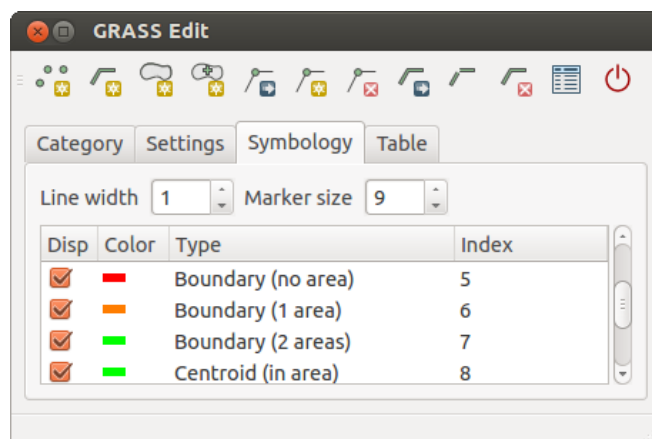 GRASS Edit
Category Settings Symbology Table
Line width 1 Marker size 9
Disp Color Type Index
Boundary (no area) 5
Boundary (1 area) 6
Boundary (2 areas) 7
Centroid (in area) 8